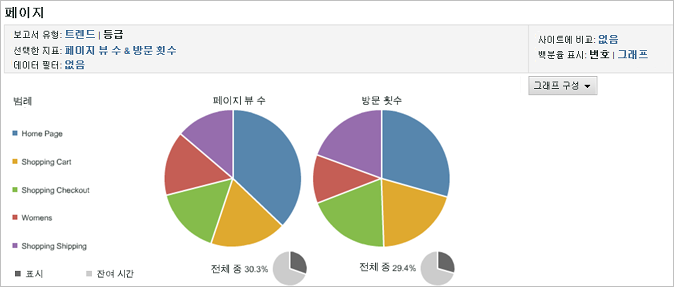 페이지
보고서 유형: 트렌드 | 등급
선택한 지표: 페이지 뷰 수 & 방문 횟수
데이터 필터: 없음
사이트에 비교: 없음
백분율 표시: 번호 | 그래프
그래프 구성
범례
페이지 뷰 수
방문 횟수
Home Page
Shopping Cart
Shopping Checkout
Womens
Shopping Shipping
표시
잔여 시간
전체 중 30.3%
전체 중 29.4%